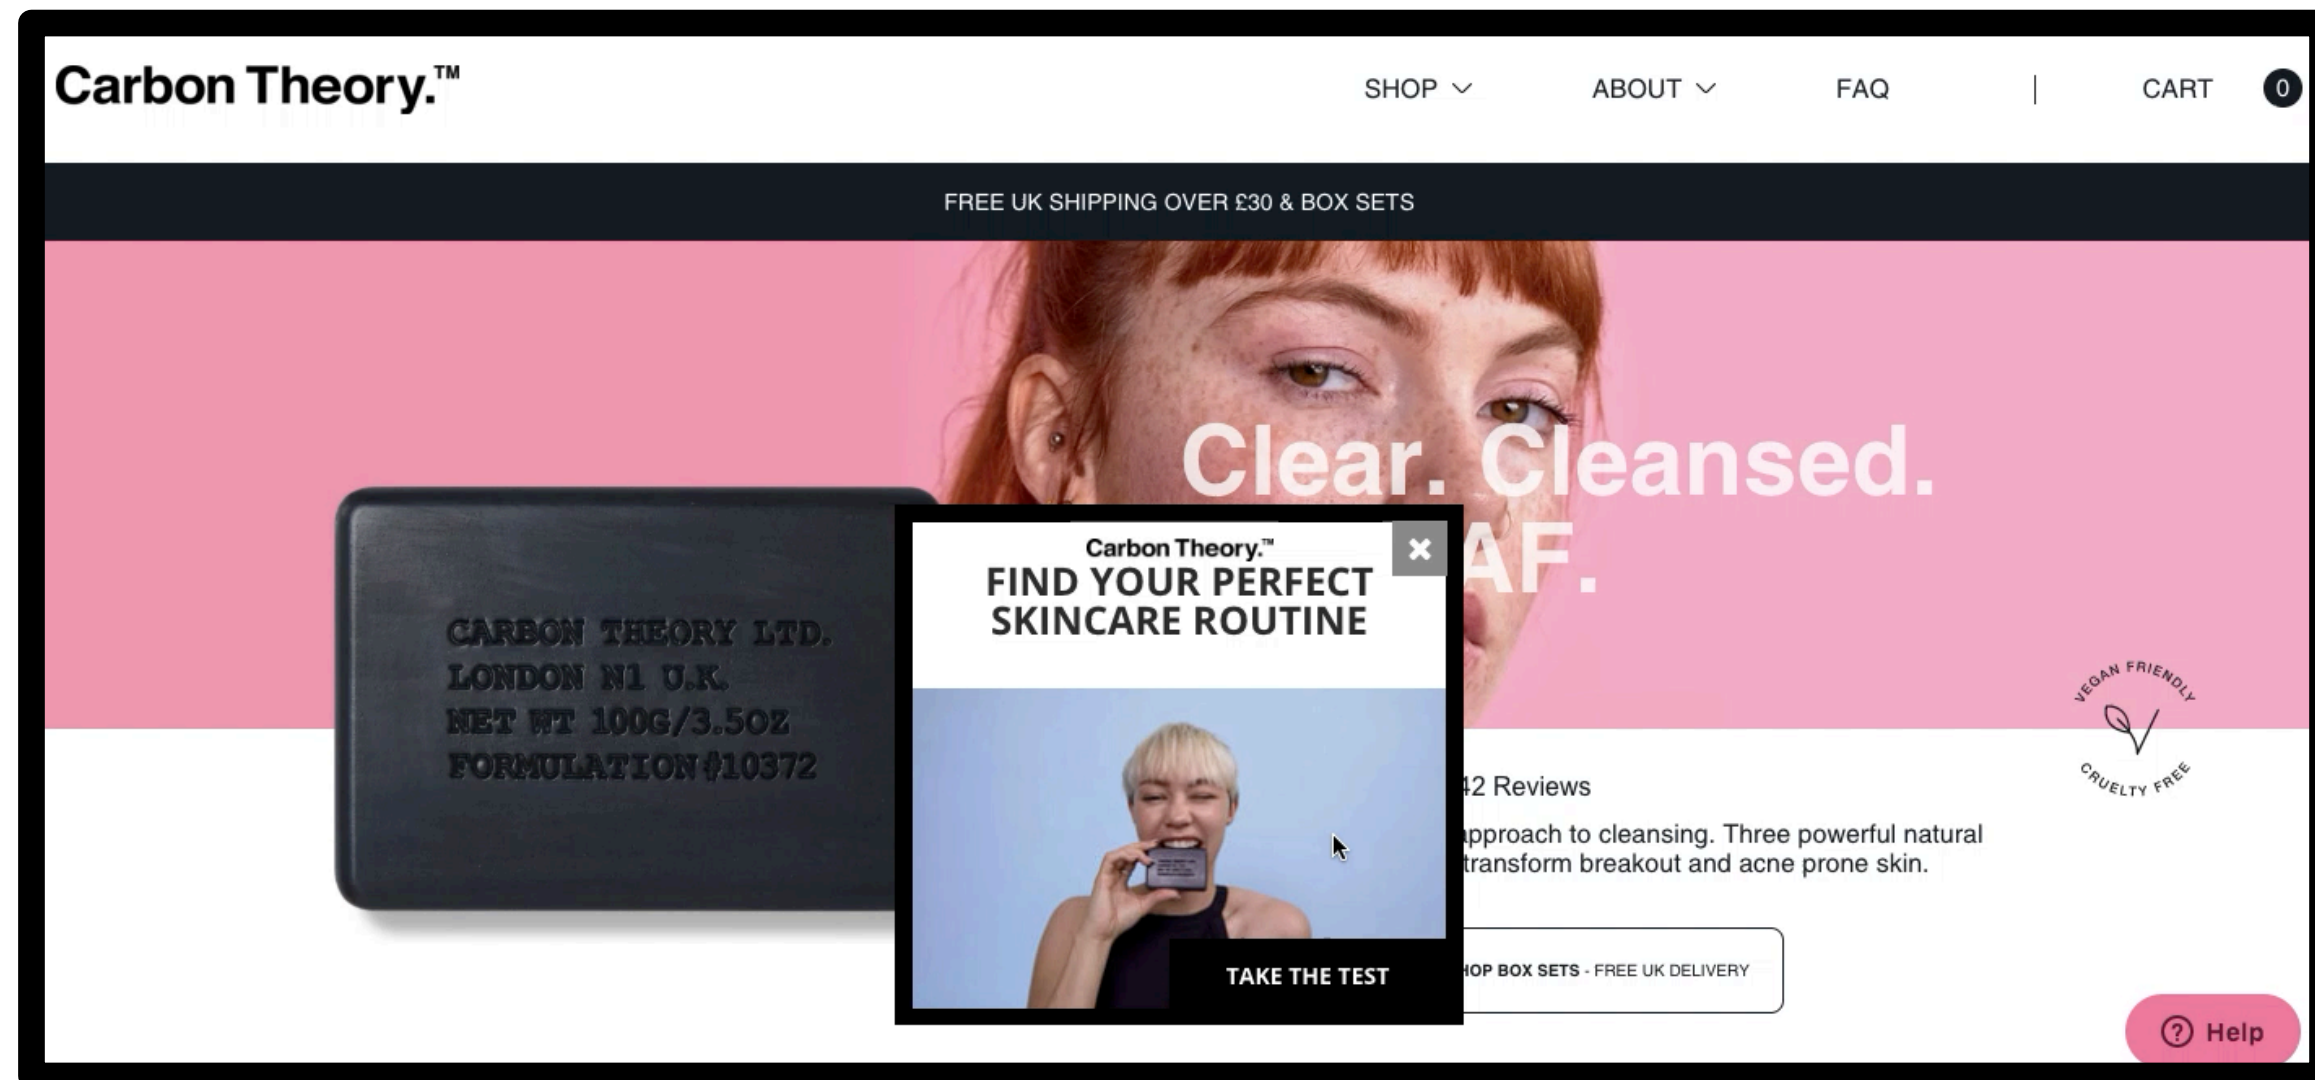 Carbon Theory.™
SHOP ABOUT FAQ | CART 0
FREE UK SHIPPING OVER £30 & BOX SETS
Clear. Cleansed.
AF.
CARBON THEORY LTD.
LONDON N1 U.K.
NET WT 100G/3.5OZ
FORMULATION#10372
Carbon Theory.™
FIND YOUR PERFECT
SKINCARE ROUTINE
TAKE THE TEST
VEGAN FRIENDLY
CRUELTY FREE
42 Reviews
approach to cleansing. Three powerful natural
transform breakout and acne prone skin.
HOP BOX SETS - FREE UK DELIVERY
Help